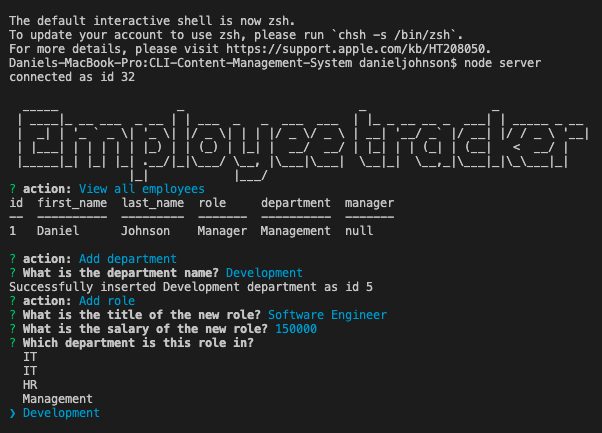 The default interactive shell is now zsh.
To update your account to use zsh, please run `chsh -s /bin/zsh`.
For more details, please visit https://support.apple.com/kb/HT208050.
Daniels-MacBook-Pro:CLI-Content-Management-System danieljohnson$ node server
connected as id 32
Employee tracker
? action: View all employees
id first_name last_name role department manager
-- ---------- --------- ------- ---------- -------
1 Daniel Johnson Manager Management null
? action: Add department
? What is the department name? Development
Successfully inserted Development department as id 5
? action: Add role
? What is the title of the new role? Software Engineer
? What is the salary of the new role? 150000
? Which department is this role in?
IT
IT
HR
Management
❯ Development